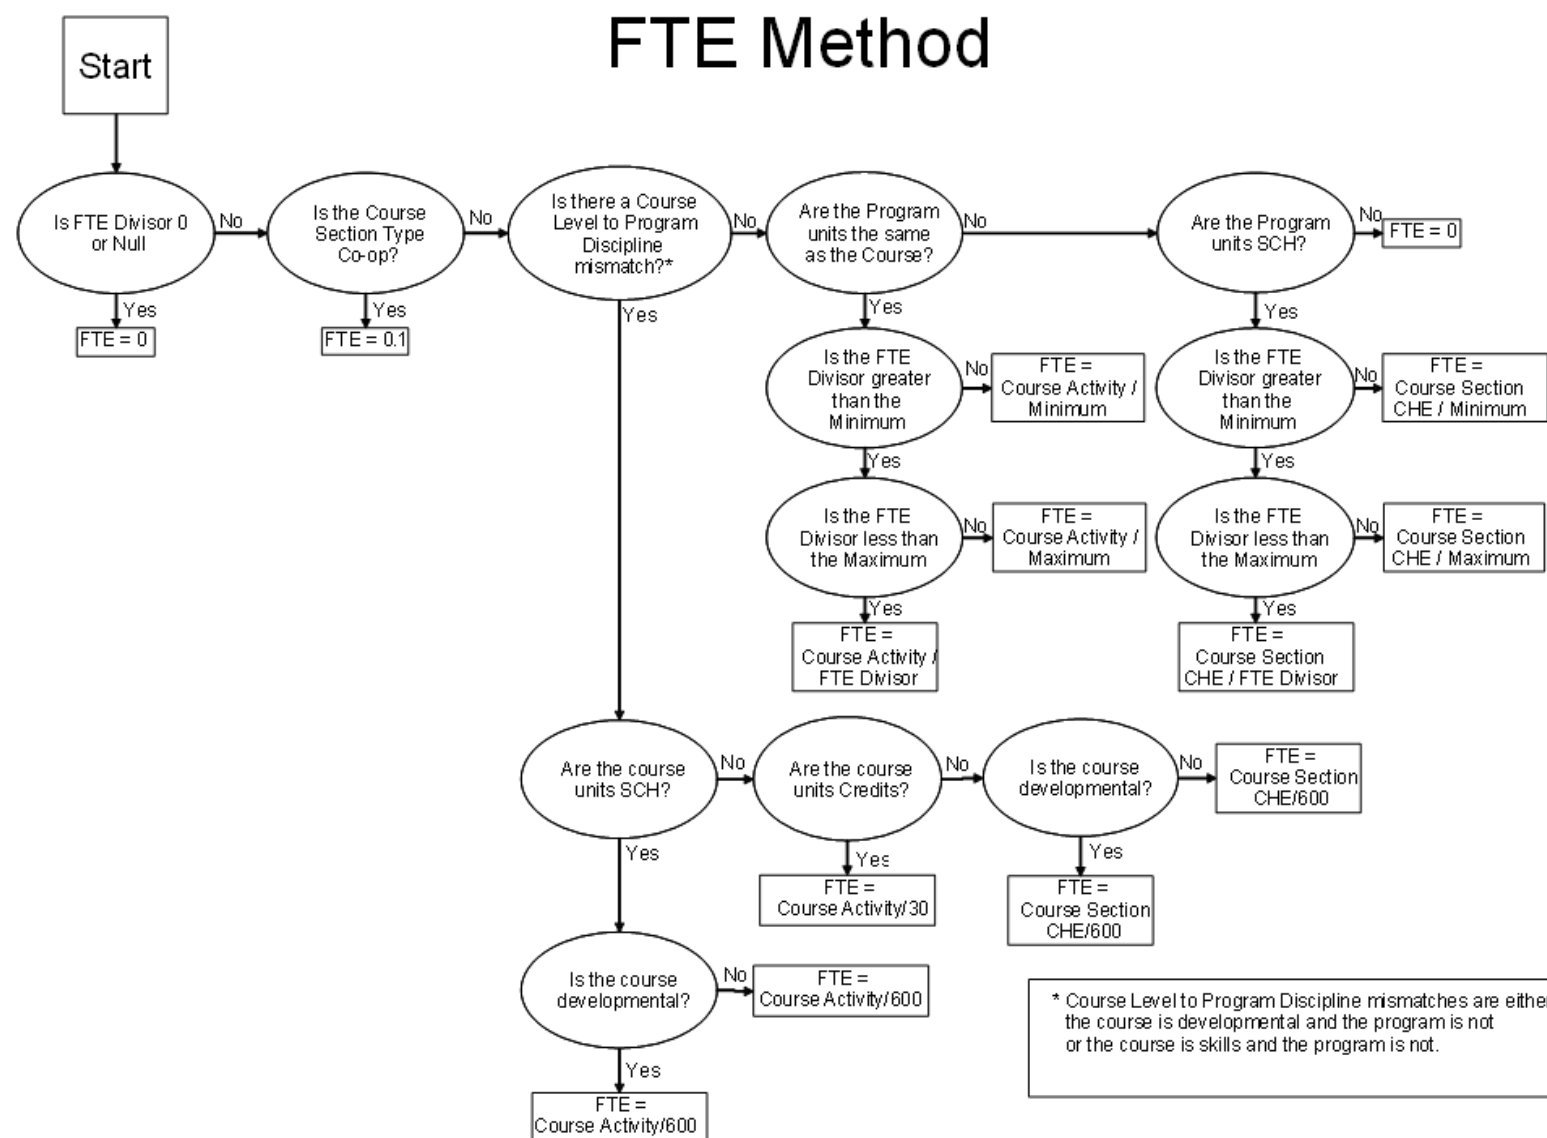 FTE Method
Start
Is FTE Divisor 0
or Null
No
Yes
FTE = 0
Is the Course
Section Type
Co-op?
No
Yes
FTE = 0.1
Is there a Course
Level to Program
Discipline
mismatch?*
No
Yes
Are the Program
units the same
as the Course?
No
Yes
Are the Program
units SCH?
No
FTE = 0
Yes
Is the FTE
Divisor greater
than the
Minimum
No
FTE =
Course Activity /
Minimum
Yes
Is the FTE
Divisor greater
than the
Minimum
No
FTE =
Course Section
CHE / Minimum
Yes
Is the FTE
Divisor less than
the Maximum
No
FTE =
Course Activity /
Maximum
Yes
FTE =
Course Activity /
FTE Divisor
Is the FTE
Divisor less than
the Maximum
No
FTE =
Course Section
CHE / Maximum
Yes
FTE =
Course Section
CHE / FTE Divisor
Are the course
units SCH?
No
Yes
Are the course
units Credits?
No
Yes
FTE =
Course Activity/30
Is the course
developmental?
No
FTE =
Course Section
CHE/600
Yes
FTE =
Course Section
CHE/600
Is the course
developmental?
No
FTE =
Course Activity/600
Yes
FTE =
Course Activity/600
* Course Level to Program Discipline mismatches are either
the course is developmental and the program is not
or the course is skills and the program is not.